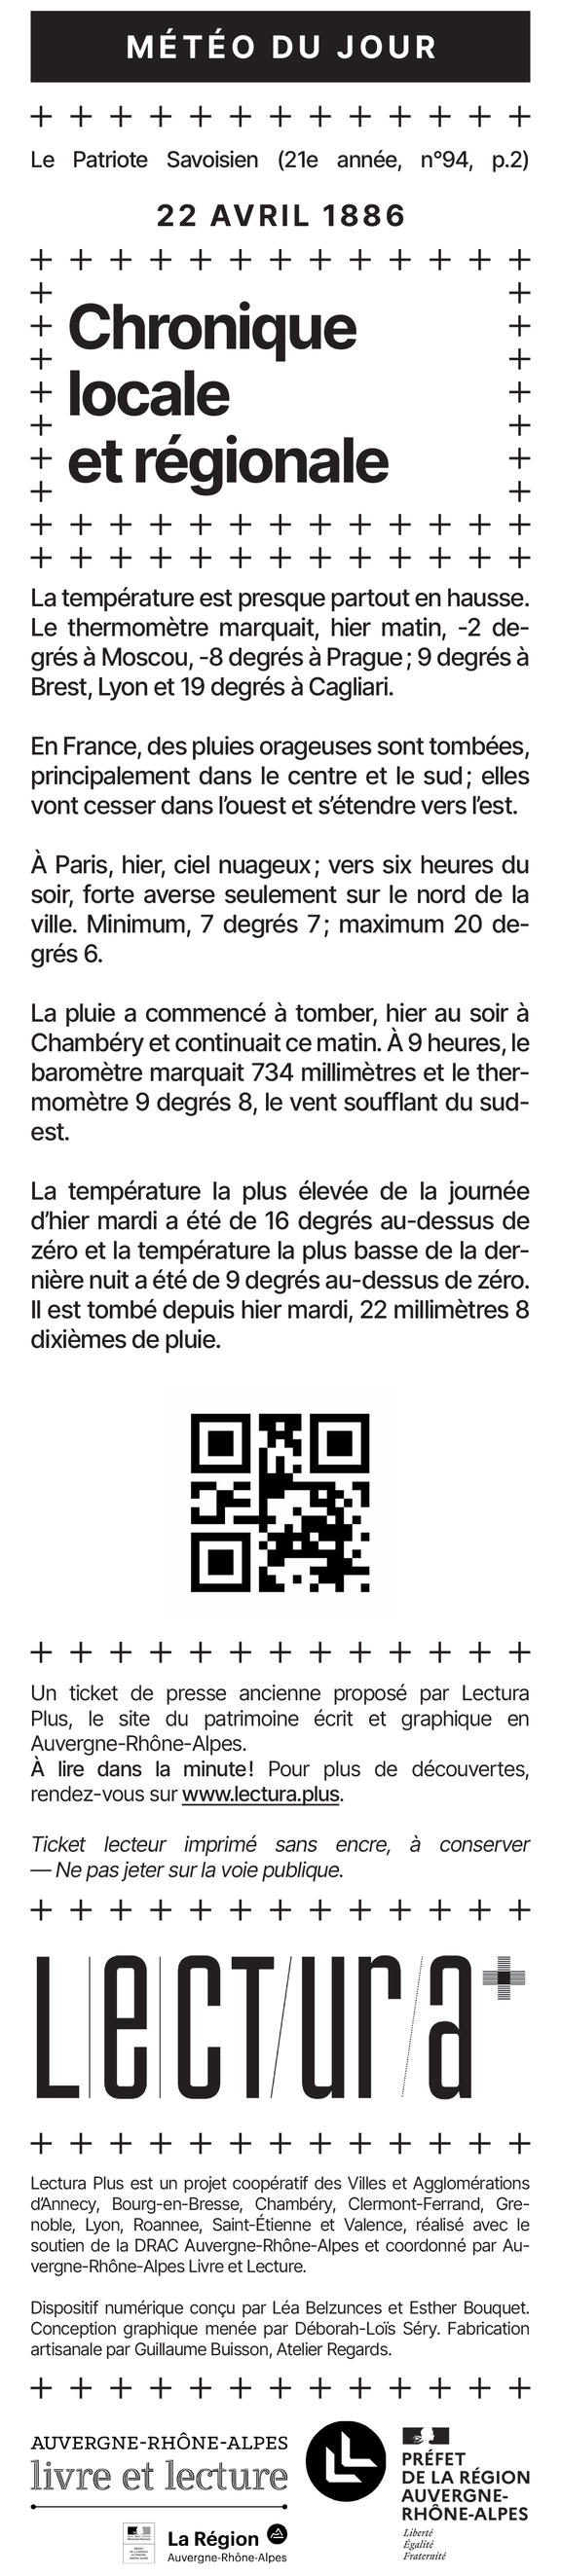 MÉTÉO DU JOUR
Le Patriote Savoisien (21e année, n°94, p.2)
22 AVRIL 1886
Chronique
locale
et régionale
La température est presque partout en hausse.
Le thermomètre marquait, hier matin, -2 de-
grés à Moscou, -8 degrés à Prague ; 9 degrés à
Brest, Lyon et 19 degrés à Cagliari.
En France, des pluies orageuses sont tombées,
principalement dans le centre et le sud ; elles
vont cesser dans l'ouest et s'étendre vers l'est.
À Paris, hier, ciel nuageux ; vers six heures du
soir, forte averse seulement sur le nord de la
ville. Minimum, 7 degrés 7 ; maximum 20 de-
grés 6.
La pluie a commencé à tomber, hier au soir à
Chambéry et continuait ce matin. À 9 heures, le
baromètre marquait 734 millimètres et le ther-
momètre 9 degrés 8, le vent soufflant du sud-
est.
La température la plus élevée de la journée
d'hier mardi a été de 16 degrés au-dessus de
zéro et la température la plus basse de la der-
nière nuit a été de 9 degrés au-dessus de zéro.
Il est tombé depuis hier mardi, 22 millimètres 8
dixièmes de pluie.
Un ticket de presse ancienne proposé par Lectura
Plus, le site du patrimoine écrit et graphique en
Auvergne-Rhône-Alpes.
À lire dans la minute ! Pour plus de découvertes,
rendez-vous sur www.lectura.plus.
Ticket lecteur imprimé sans encre, à conserver
— Ne pas jeter sur la voie publique.
Lectura+
Lectura Plus est un projet coopératif des Villes et Agglomérations
d'Annecy, Bourg-en-Bresse, Chambéry, Clermont-Ferrand, Gre-
noble, Lyon, Roannee, Saint-Étienne et Valence, réalisé avec le
soutien de la DRAC Auvergne-Rhône-Alpes et coordonné par Au-
vergne-Rhône-Alpes Livre et Lecture.
Dispositif numérique conçu par Léa Belzunces et Esther Bouquet.
Conception graphique menée par Déborah-Loïs Séry. Fabrication
artisanale par Guillaume Buisson, Atelier Regards.
AUVERGNE-RHÔNE-ALPES
livre et lecture
La Région
Auvergne-Rhône-Alpes
PRÉFET
DE LA RÉGION
AUVERGNE-
RHÔNE-ALPES
Liberté
Égalité
Fraternité